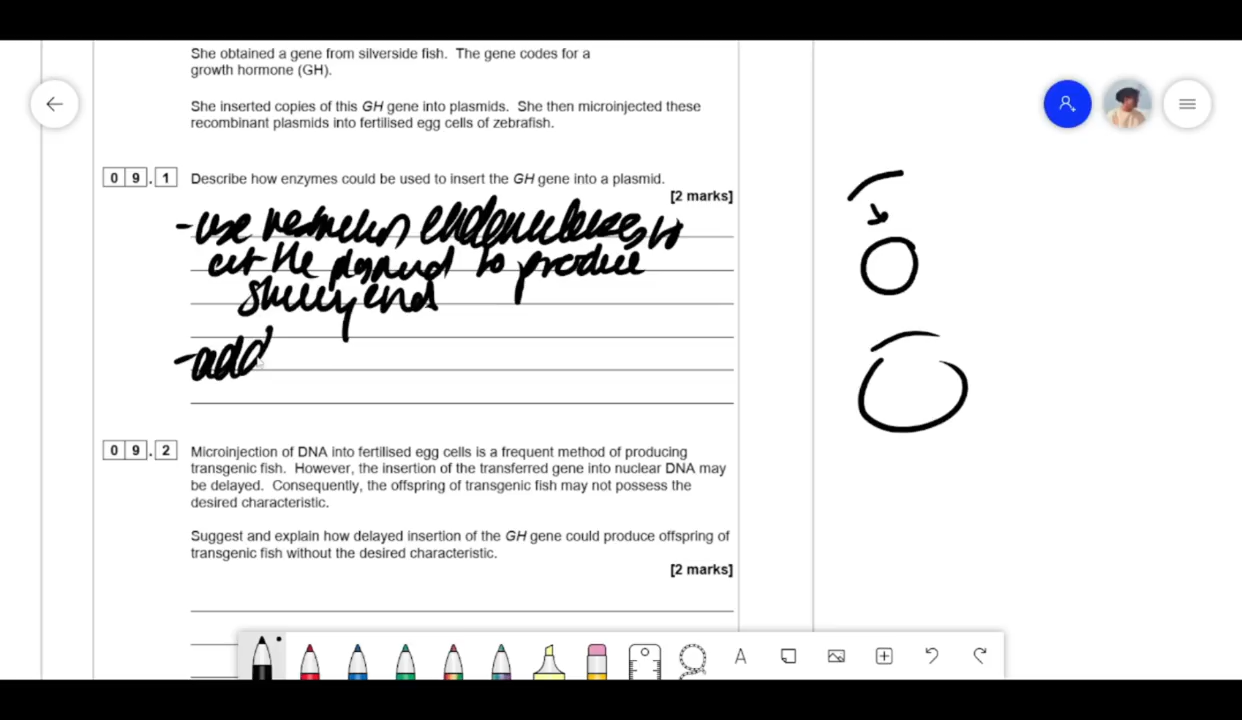 She obtained a gene from silverside fish. The gene codes for a
growth hormone (GH).
She inserted copies of this GH gene into plasmids. She then microinjected these
recombinant plasmids into fertilised egg cells of zebrafish.
0 9 . 1 Describe how enzymes could be used to insert the GH gene into a plasmid.
[2 marks]
-use restriction endonucleases to
cut the plasmid to produce
sticky ends
-add
0 9 . 2 Microinjection of DNA into fertilised egg cells is a frequent method of producing
transgenic fish. However, the insertion of the transferred gene into nuclear DNA may
be delayed. Consequently, the offspring of transgenic fish may not possess the
desired characteristic.
Suggest and explain how delayed insertion of the GH gene could produce offspring of
transgenic fish without the desired characteristic.
[2 marks]
A